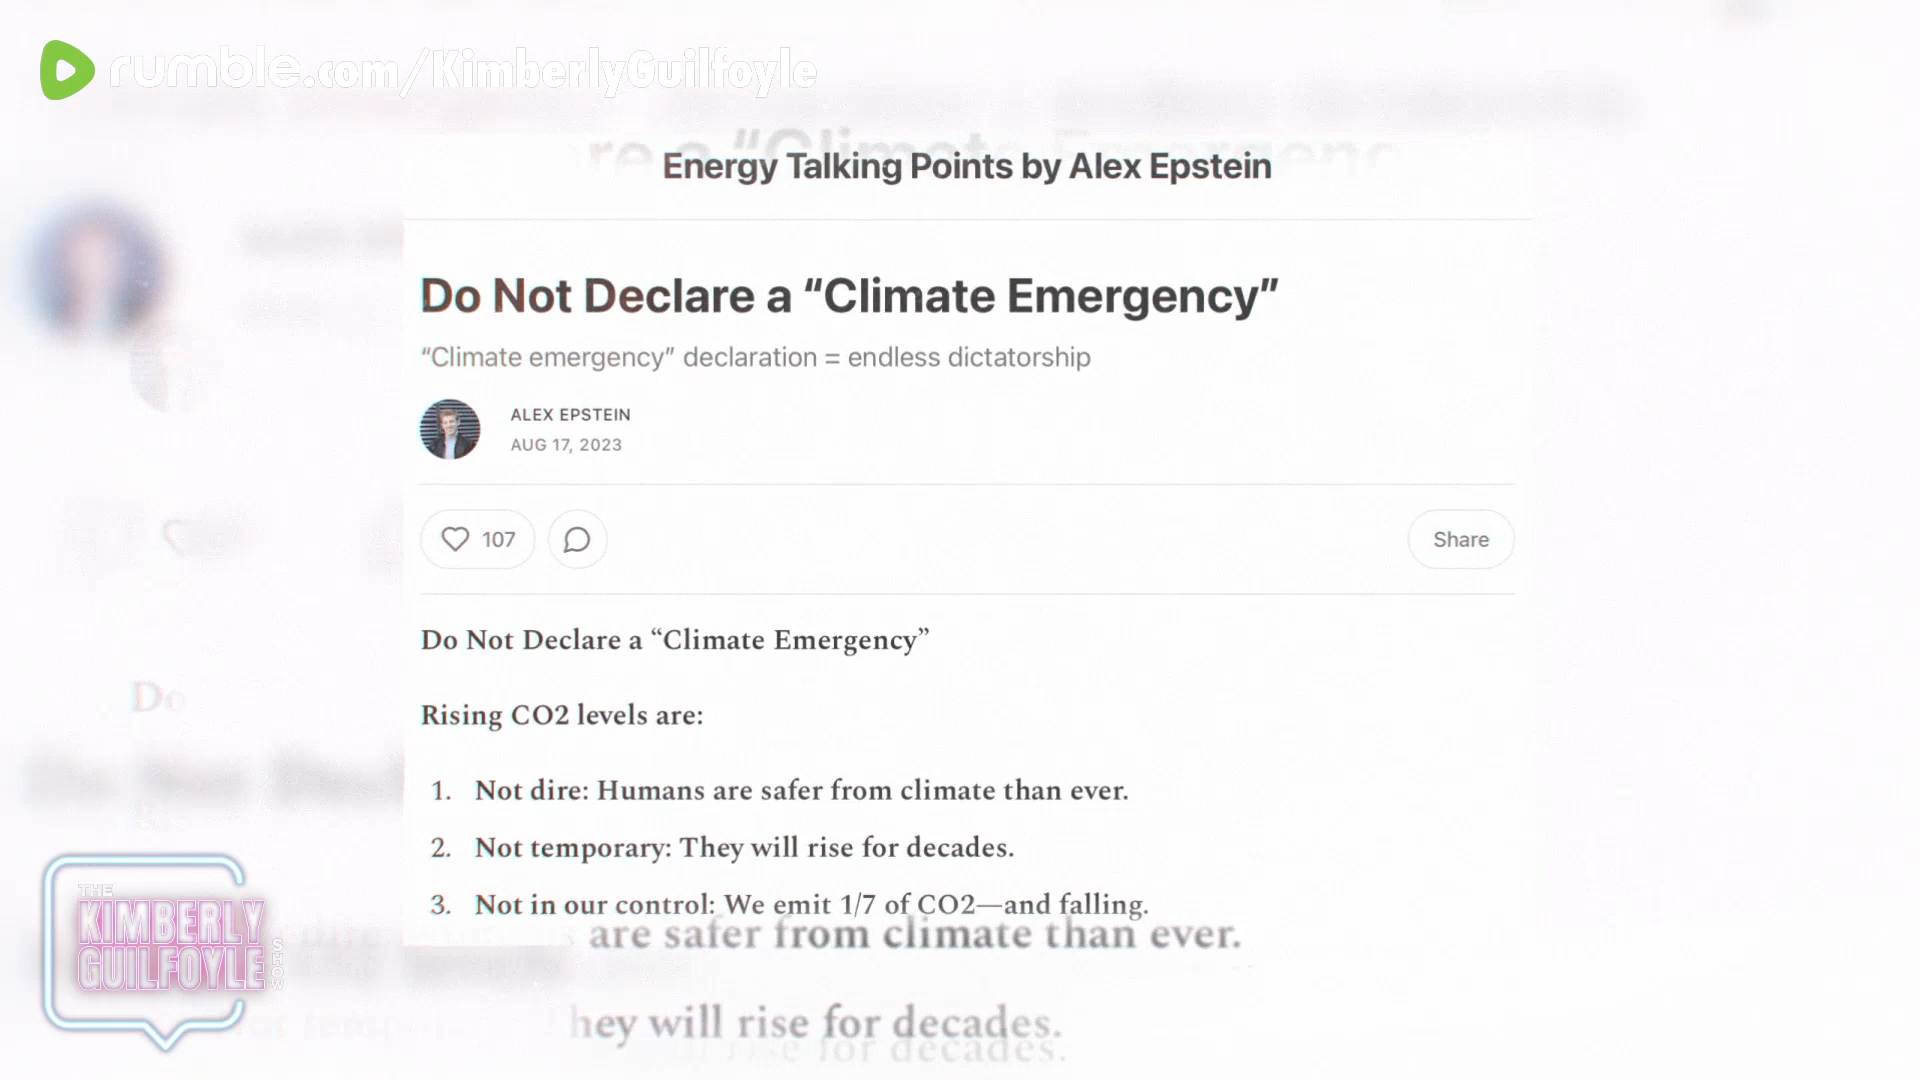 rumble.com/KimberlyGuilfoyle
Energy Talking Points by Alex Epstein
Do Not Declare a “Climate Emergency”
“Climate emergency” declaration = endless dictatorship
ALEX EPSTEIN
AUG 17, 2023
107
Share
Do Not Declare a “Climate Emergency”
Rising CO2 levels are:
1. Not dire: Humans are safer from climate than ever.
2. Not temporary: They will rise for decades.
3. Not in our control: We emit 1/7 of CO2—and falling.
are safer from climate than ever.
hey will rise for decades.
rise for decades.
Do
THE
KIMBERLY
GUILFOYLE
SHOW